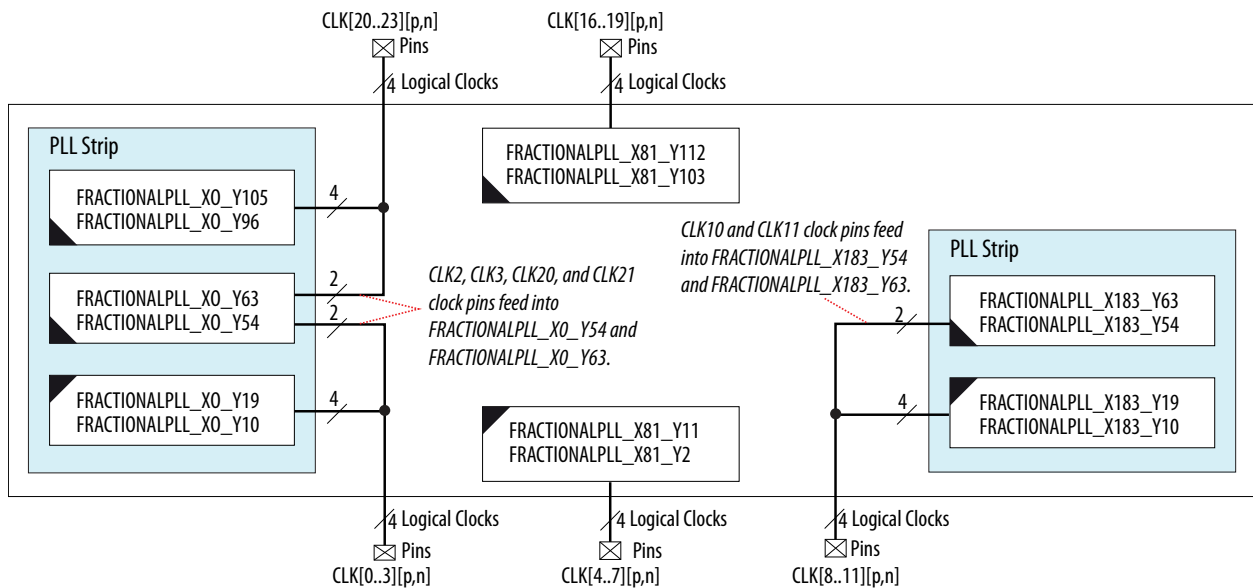 CLK[20..23][p,n]
Pins
4 Logical Clocks
CLK[16..19][p,n]
Pins
4 Logical Clocks
PLL Strip
FRACTIONALPLL_X0_Y105
FRACTIONALPLL_X0_Y96
4
FRACTIONALPLL_X0_Y63
FRACTIONALPLL_X0_Y54
2
2
FRACTIONALPLL_X0_Y19
FRACTIONALPLL_X0_Y10
4
CLK2, CLK3, CLK20, and CLK21
clock pins feed into
FRACTIONALPLL_X0_Y54 and
FRACTIONALPLL_X0_Y63.
FRACTIONALPLL_X81_Y112
FRACTIONALPLL_X81_Y103
FRACTIONALPLL_X81_Y11
FRACTIONALPLL_X81_Y2
CLK10 and CLK11 clock pins feed
into FRACTIONALPLL_X183_Y54
and FRACTIONALPLL_X183_Y63.
PLL Strip
2
FRACTIONALPLL_X183_Y63
FRACTIONALPLL_X183_Y54
4
FRACTIONALPLL_X183_Y19
FRACTIONALPLL_X183_Y10
4 Logical Clocks
Pins
CLK[0..3][p,n]
4 Logical Clocks
Pins
CLK[4..7][p,n]
4 Logical Clocks
Pins
CLK[8..11][p,n]